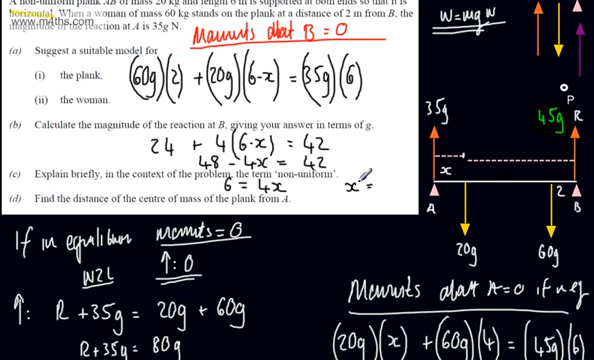 A non-uniform plank AB of mass 20 kg and length 6 m is supported at both ends so that it is
horizontal. When a woman of mass 60 kg stands on the plank at a distance of 2 m from B, the
magnitude of the reaction at A is 35g N.
www.m4ths.com
Moments about B = 0
(a) Suggest a suitable model for
(i) the plank,
(60g)(2) + (20g)(6-x) = (35g)(6)
(ii) the woman.
(b) Calculate the magnitude of the reaction at B, giving your answer in terms of g.
24 + 4(6-x) = 42
48 - 4x = 42
(c) Explain briefly, in the context of the problem, the term 'non-uniform'.
6 = 4x x =
(d) Find the distance of the centre of mass of the plank from A.
W = mg N
P
35g 45g R
x
A 2 B
20g 60g
If in equilibrium moments = 0
N2L ↑: 0
↑: R + 35g = 20g + 60g
R + 35g = 80g
Moments about A = 0 if in eq
(20g)(x) + (60g)(4) = (45g)(6)